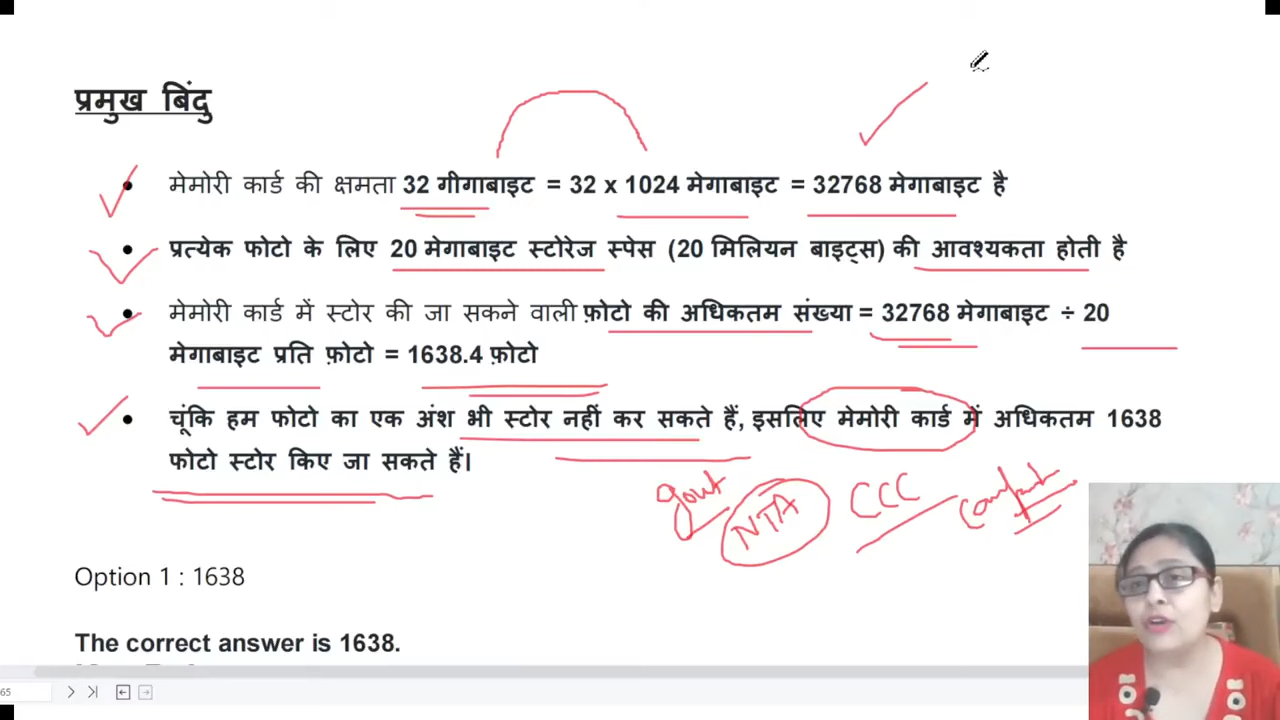 प्रमुख बिंदु
मेमोरी कार्ड की क्षमता 32 गीगाबाइट = 32 x 1024 मेगाबाइट = 32768 मेगाबाइट है
प्रत्येक फोटो के लिए 20 मेगाबाइट स्टोरेज स्पेस (20 मिलियन बाइट्स) की आवश्यकता होती है
मेमोरी कार्ड में स्टोर की जा सकने वाली फ़ोटो की अधिकतम संख्या = 32768 मेगाबाइट ÷ 20
मेगाबाइट प्रति फ़ोटो = 1638.4 फ़ोटो
चूंकि हम फोटो का एक अंश भी स्टोर नहीं कर सकते हैं, इसलिए मेमोरी कार्ड में अधिकतम 1638
फोटो स्टोर किए जा सकते हैं।
govt NTA CCC
Option 1 : 1638
The correct answer is 1638.
65